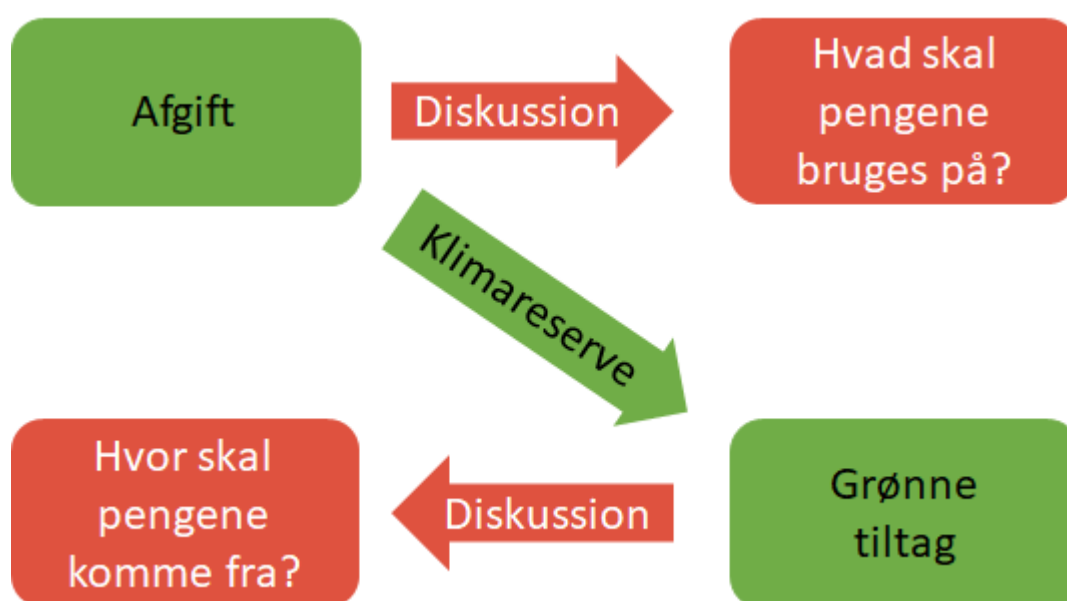 Afgift
Diskussion
Hvad skal
pengene
bruges på?
Klimareserve
Hvor skal
pengene
komme fra?
Diskussion
Grønne
tiltag